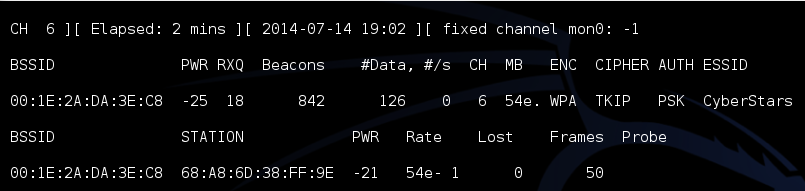 CH 6 ][ Elapsed: 2 mins ][ 2014-07-14 19:02 ][ fixed channel mon0: -1
BSSID PWR RXQ Beacons #Data, #/s CH MB ENC CIPHER AUTH ESSID
00:1E:2A:DA:3E:C8 -25 18 842 126 0 6 54e. WPA TKIP PSK CyberStars
BSSID STATION PWR Rate Lost Frames Probe
00:1E:2A:DA:3E:C8 68:A8:6D:38:FF:9E -21 54e- 1 0 50